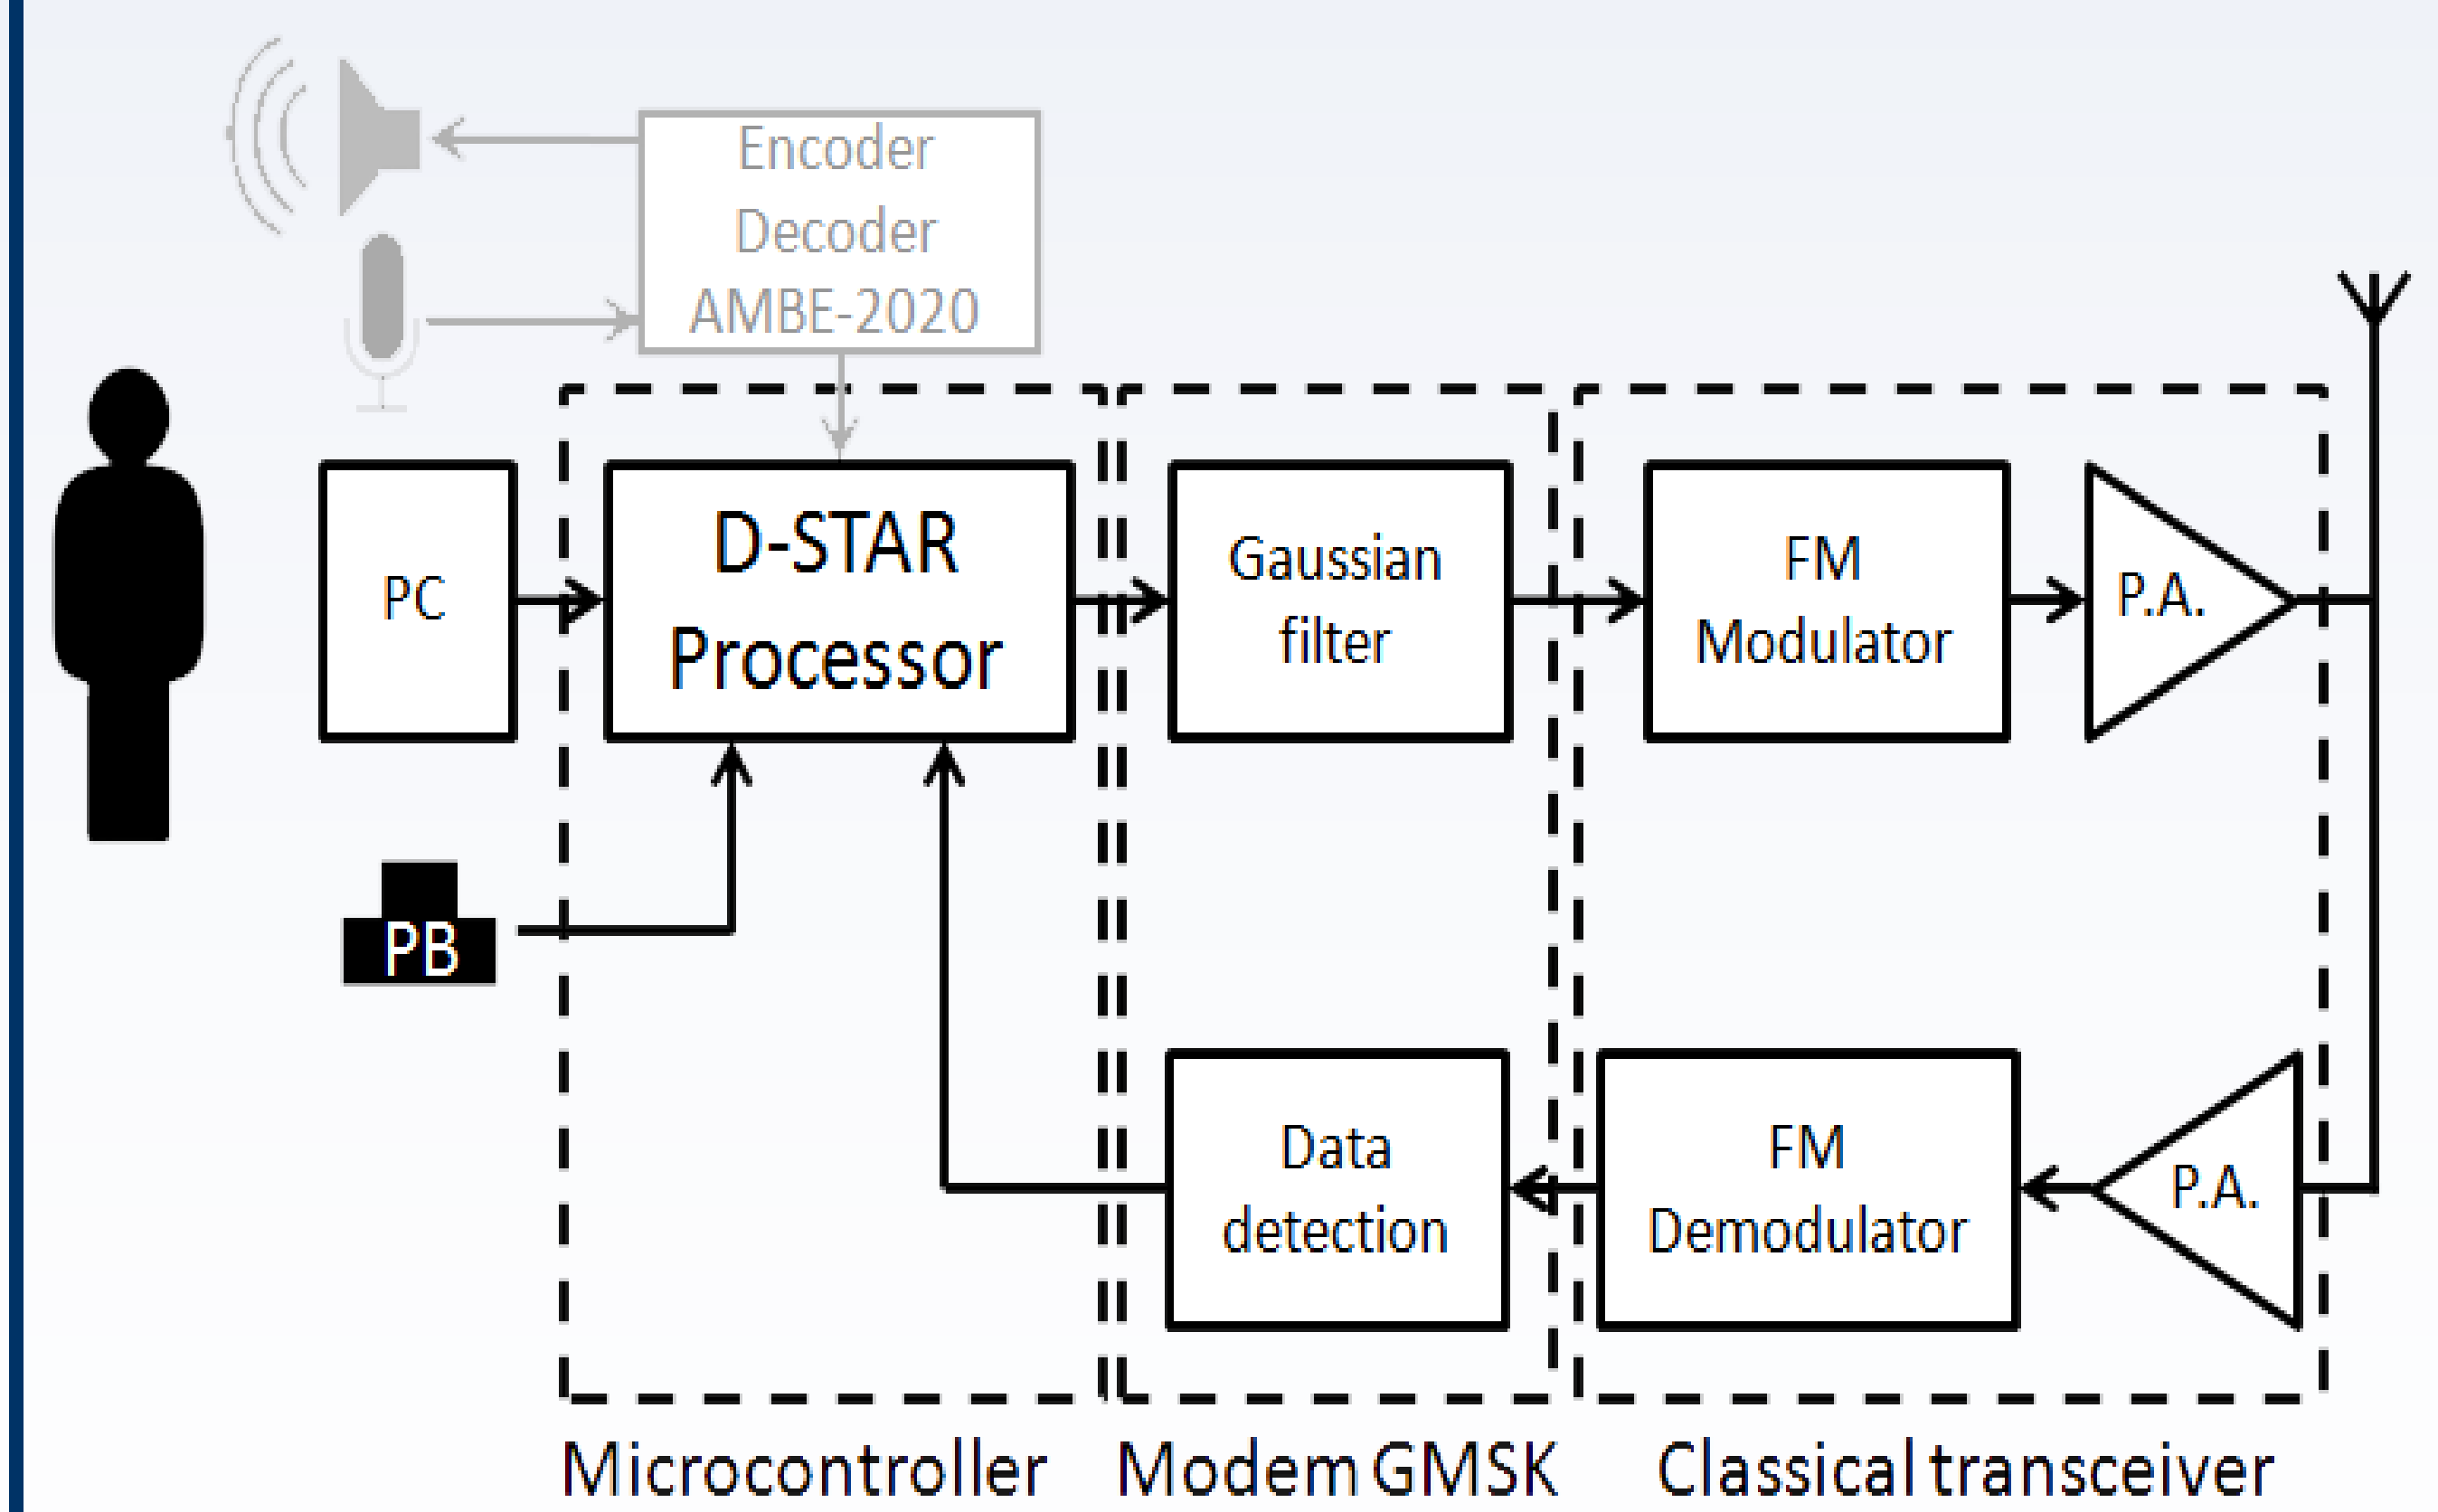 Encoder
Decoder
AMBE-2020
PC
D-STAR
Processor
Gaussian
filter
FM
Modulator
P.A.
PB
Data
detection
FM
Demodulator
P.A.
Microcontroller
Modem GMSK
Classical transceiver